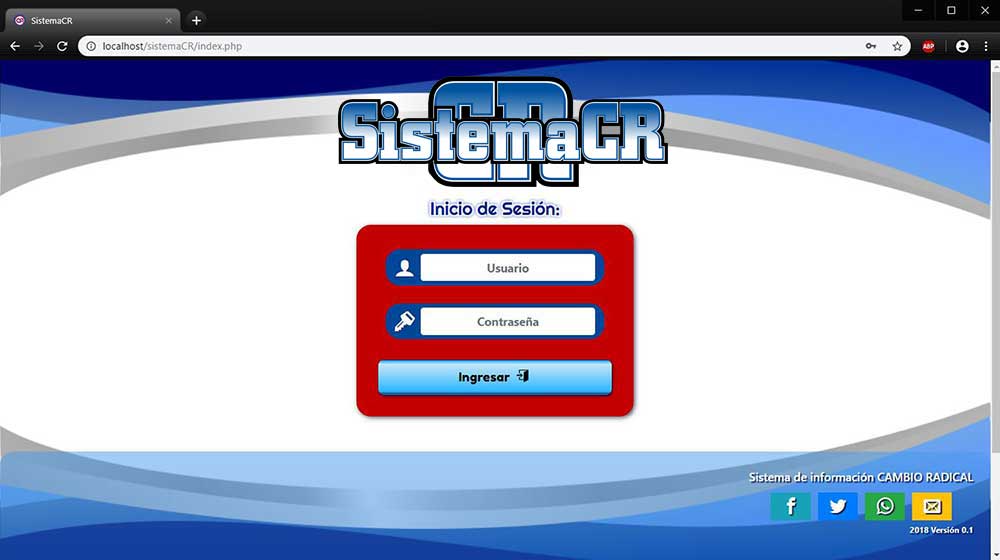 SistemaCR
localhost/sistemaCR/index.php
ABP
SistemaCR
Inicio de Sesión:
Usuario
Contraseña
Ingresar
Sistema de información CAMBIO RADICAL
2018 Versión 0.1